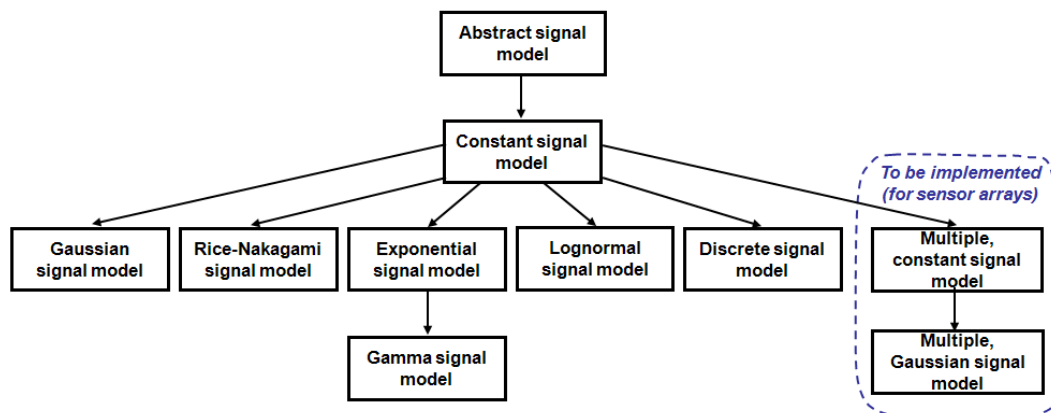 Abstract signal
model
Constant signal
model
To be implemented
(for sensor arrays)
Gaussian
signal model
Rice-Nakagami
signal model
Exponential
signal model
Lognormal
signal model
Discrete signal
model
Multiple,
constant signal
model
Gamma signal
model
Multiple,
Gaussian signal
model